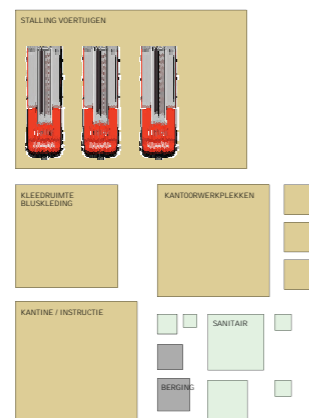 STALLING VOERTUIGEN
KLEEDRUIMTE
BLUSKLEDING
KANTOORWERKPLEKKEN
KANTINE / INSTRUCTIE
SANITAIR
BERGING